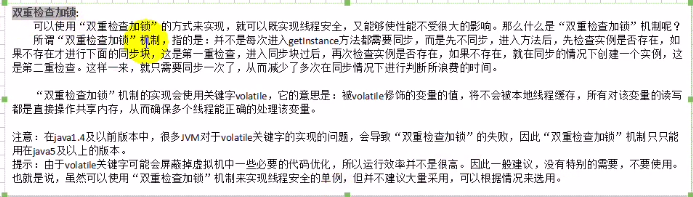 双重检查加锁:
可以使用“双重检查加锁”的方式来实现，就可以既实现线程安全，又能够使性能不受很大的影响。那么什么是“双重检查加锁”机制呢？
所谓“双重检查加锁”机制，指的是：并不是每次进入getInstance方法都需要同步，而是先不同步，进入方法后，先检查实例是否存在，如
果不存在才进行下面的同步块，这是第一重检查，进入同步块过后，再次检查实例是否存在，如果不存在，就在同步的情况下创建一个实例，这
是第二重检查。这样一来，就只需要同步一次了，从而减少了多次在同步情况下进行判断所浪费的时间。
“双重检查加锁”机制的实现会使用关键字volatile，它的意思是：被volatile修饰的变量的值，将不会被本地线程缓存，所有对该变量的读写
都是直接操作共享内存，从而确保多个线程能正确的处理该变量。
注意：在java1.4及以前版本中，很多JVM对于volatile关键字的实现的问题，会导致“双重检查加锁”的失败，因此“双重检查加锁”机制只只能
用在java5及以上的版本。
提示：由于volatile关键字可能会屏蔽掉虚拟机中一些必要的代码优化，所以运行效率并不是很高。因此一般建议，没有特别的需要，不要使用。
也就是说，虽然可以使用“双重检查加锁”机制来实现线程安全的单例，但并不建议大量采用，可以根据情况来选用。